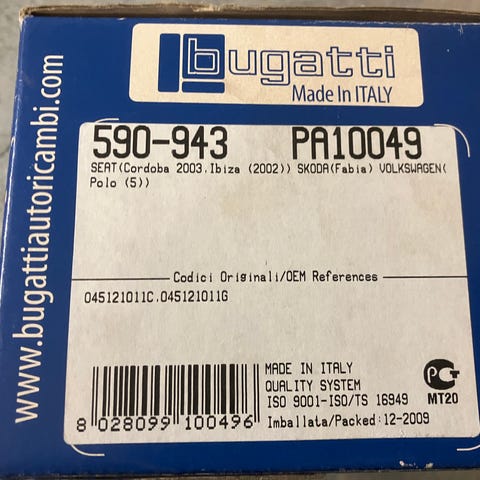 bugatti
Made In ITALY
www.bugattiautoricambi.com
590-943 PA10049
SEAT(Cordoba 2003.Ibiza (2002)) SKODA(Fabia) VOLKSWAGEN(
Polo (5))
Codici Originali/OEM References
045121011C.045121011G
8 028099 100496
MADE IN ITALY
QUALITY SYSTEM
ISO 9001-ISO/TS 16949
Imballata/Packed:12-2009
РСТ
MT20